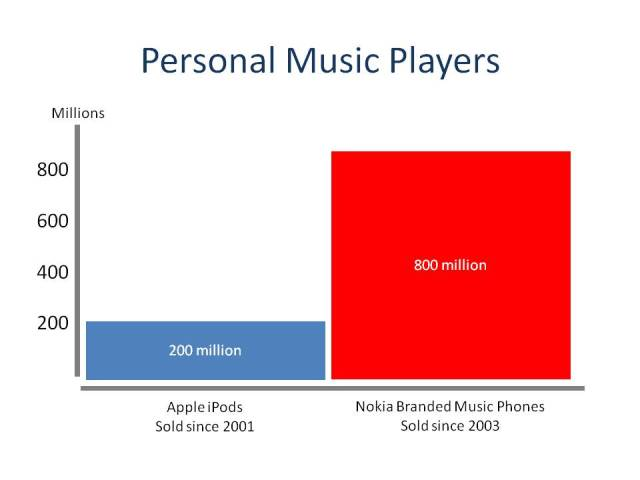 Personal Music Players
Millions
800
600
400
200
800 million
200 million
Apple iPods
Sold since 2001
Nokia Branded Music Phones
Sold since 2003